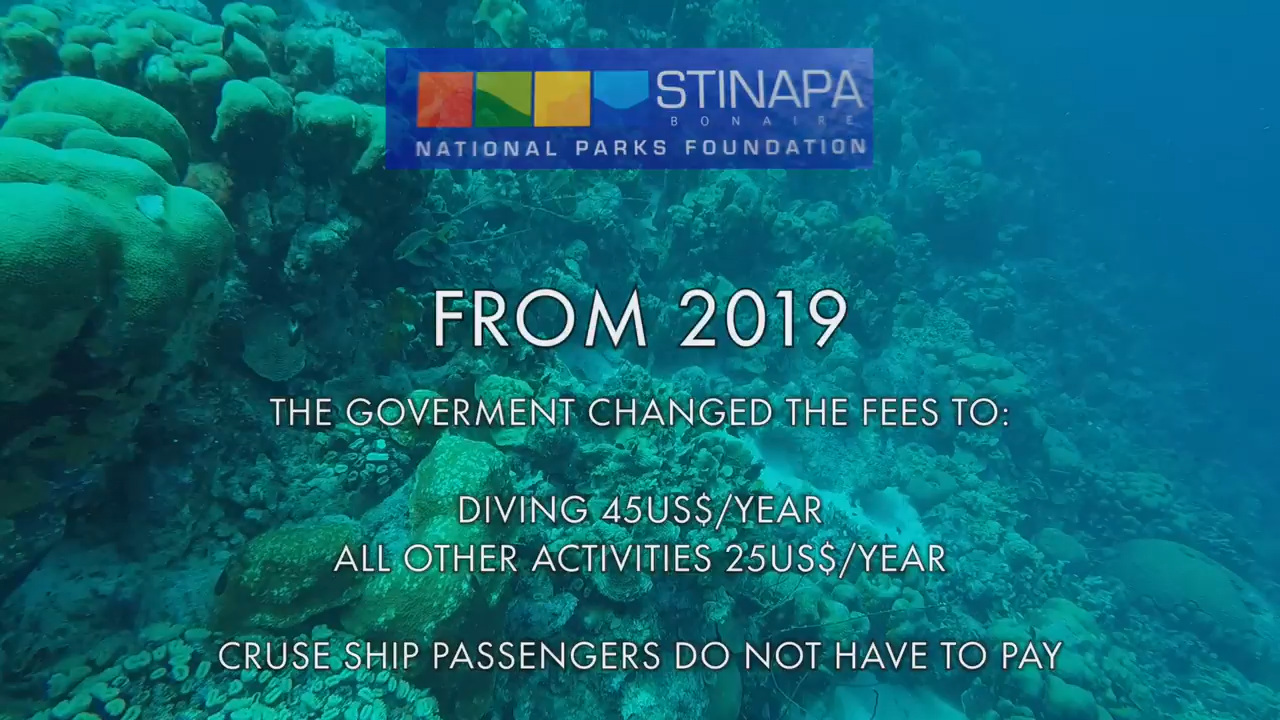 STINAPA
BONAIRE
NATIONAL PARKS FOUNDATION
FROM 2019
THE GOVERMENT CHANGED THE FEES TO:
DIVING 45US$/YEAR
ALL OTHER ACTIVITIES 25US$/YEAR
CRUSE SHIP PASSENGERS DO NOT HAVE TO PAY